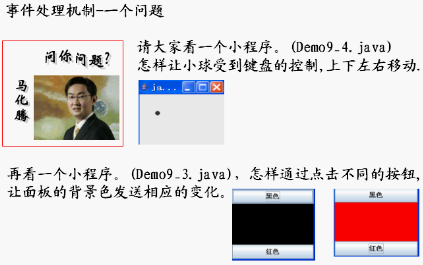 事件处理机制-一个问题
问你问题?
马化腾
请大家看一个小程序。(Demo9_4.java)
怎样让小球受到键盘的控制,上下左右移动.
ja...
再看一个小程序。(Demo9_3.java), 怎样通过点击不同的按钮,
让面板的背景色发送相应的变化。
黑色
黑色
红色
红色